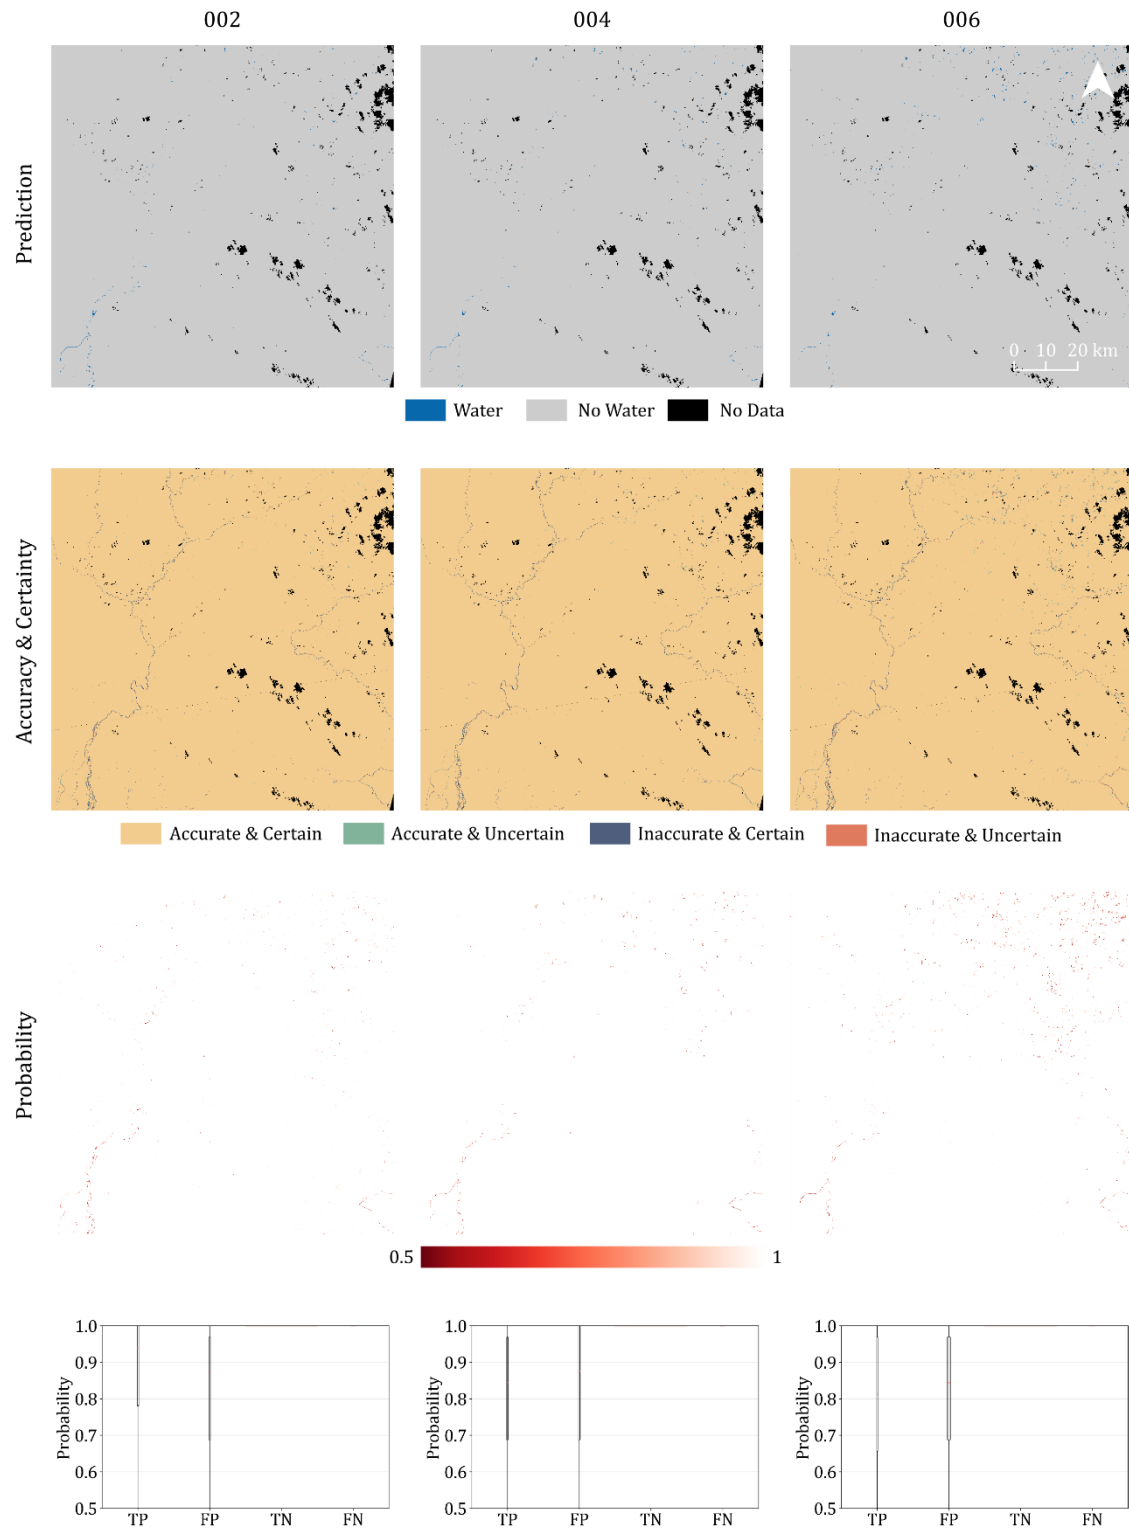 002 004 006
Prediction
0 10 20 km
Water No Water No Data
Accuracy & Certainty
Accurate & Certain Accurate & Uncertain Inaccurate & Certain Inaccurate & Uncertain
Probability
0.5 1
1.0 1.0 1.0
0.9 0.9 0.9
0.8 0.8 0.8
0.7 0.7 0.7
0.6 0.6 0.6
0.5 0.5 0.5
Probability Probability Probability
TP FP TN FN TP FP TN FN TP FP TN FN